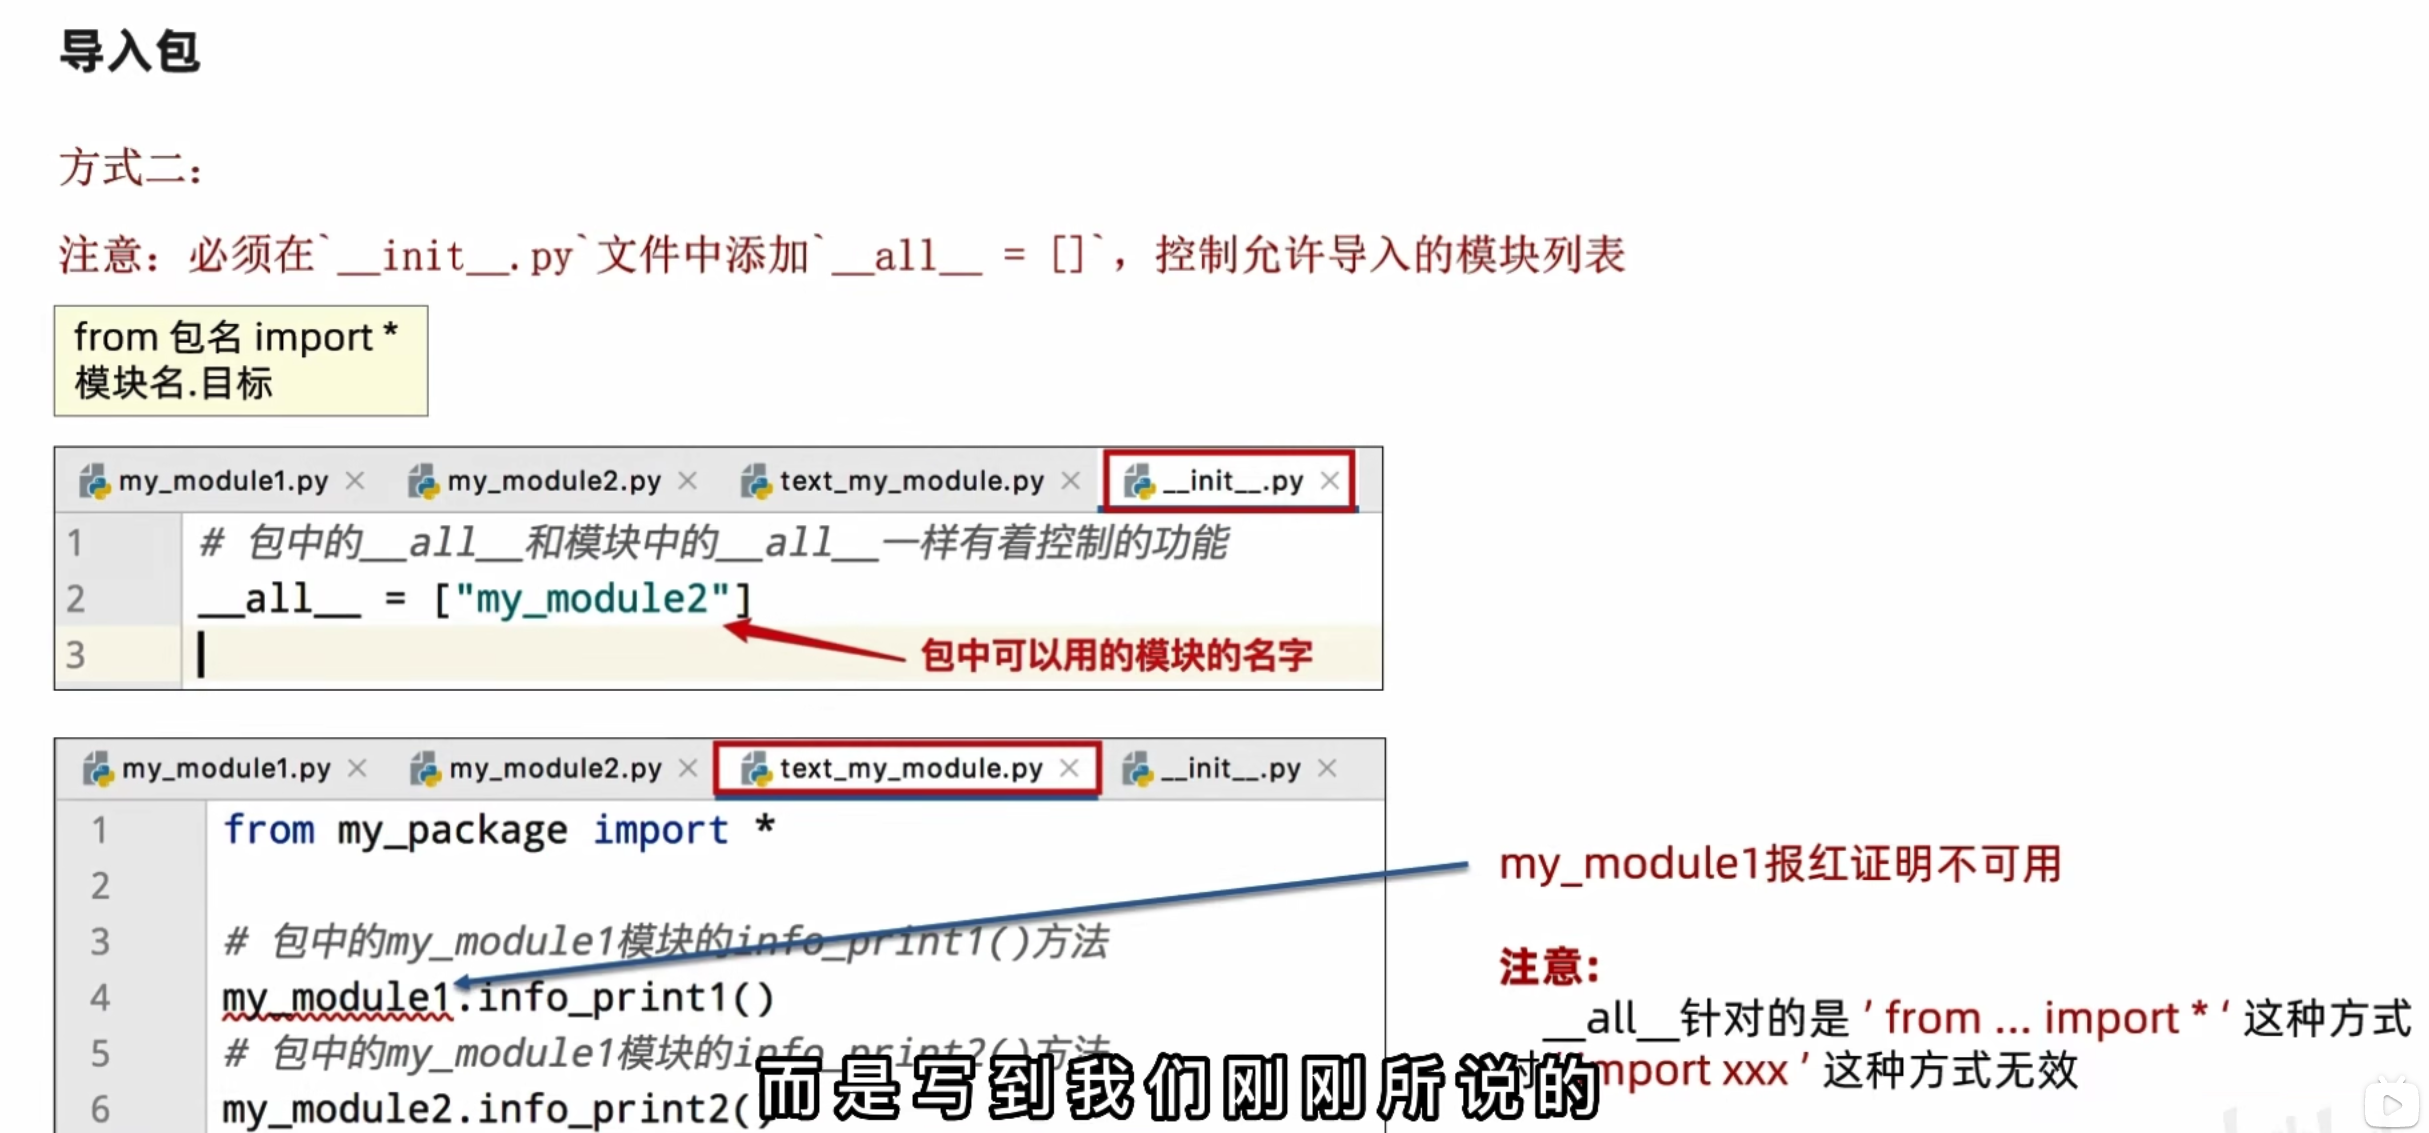 导入包
方式二：
注意：必须在`__init__.py`文件中添加`__all__ = []`，控制允许导入的模块列表
from 包名 import *
模块名.目标
my_module1.py × my_module2.py × text_my_module.py × __init__.py ×
1 # 包中的__all__和模块中的__all__一样有着控制的功能
2 __all__ = ["my_module2"]
3 包中可以用的模块的名字
my_module1.py × my_module2.py × text_my_module.py × __init__.py ×
1 from my_package import *
2
3 # 包中的my_module1模块的info_print1()方法
4 my_module1.info_print1()
5 # 包中的my_module1模块的info_print2()方法
6 my_module2.info_print2(
my_module1报红证明不可用
注意：
__all__针对的是 ’ from ... import * ‘ 这种方式
mport xxx ’ 这种方式无效
而是写到我们刚刚所说的